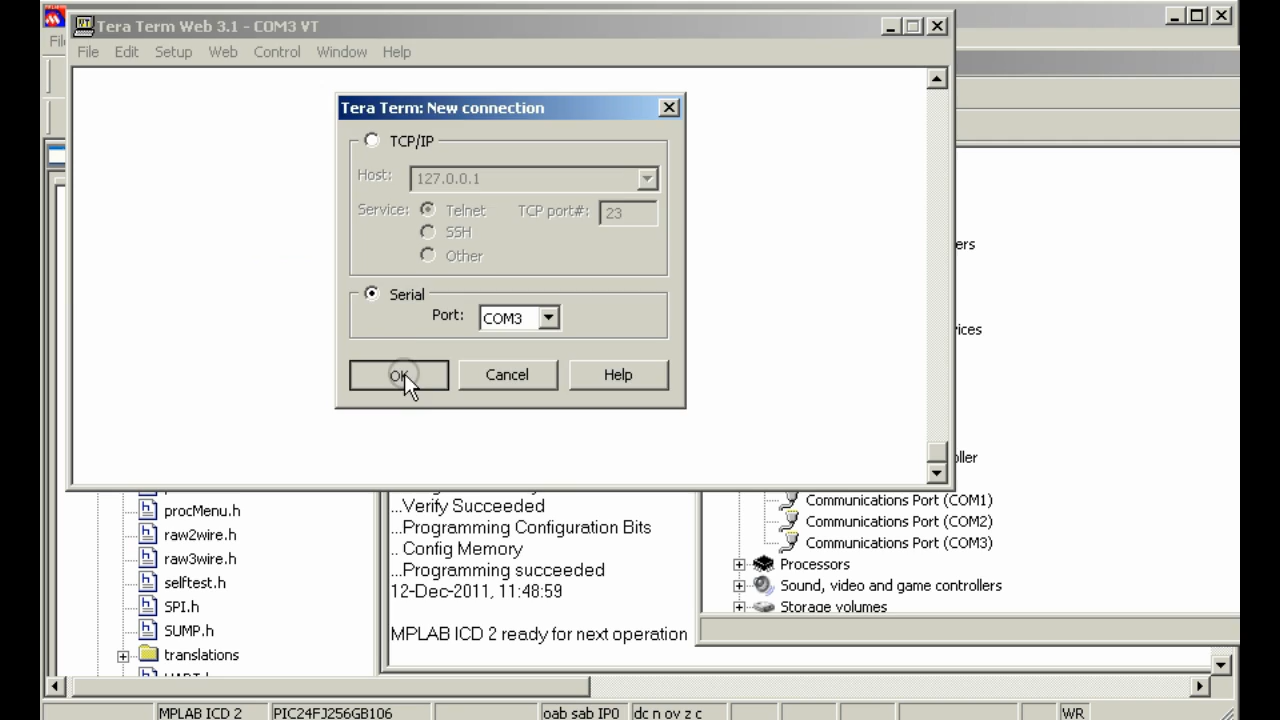 Tera Term Web 3.1 - COM3 VT
File Edit Setup Web Control Window Help
Tera Term: New connection
TCP/IP
Host: 127.0.0.1
Service: Telnet TCP port#: 23
SSH
Other
Serial
Port: COM3
OK Cancel Help
ers
ices
ller
Communications Port (COM1)
Communications Port (COM2)
Communications Port (COM3)
Processors
Sound, video and game controllers
Storage volumes
procMenu.h
raw2wire.h
raw3wire.h
selftest.h
SPI.h
SUMP.h
translations
...Verify Succeeded
...Programming Configuration Bits
.. Config Memory
...Programming succeeded
12-Dec-2011, 11:48:59
MPLAB ICD 2 ready for next operation
MPLAB ICD 2 PIC24FJ256GB106 oab sab IP0 dc n ov z c WR